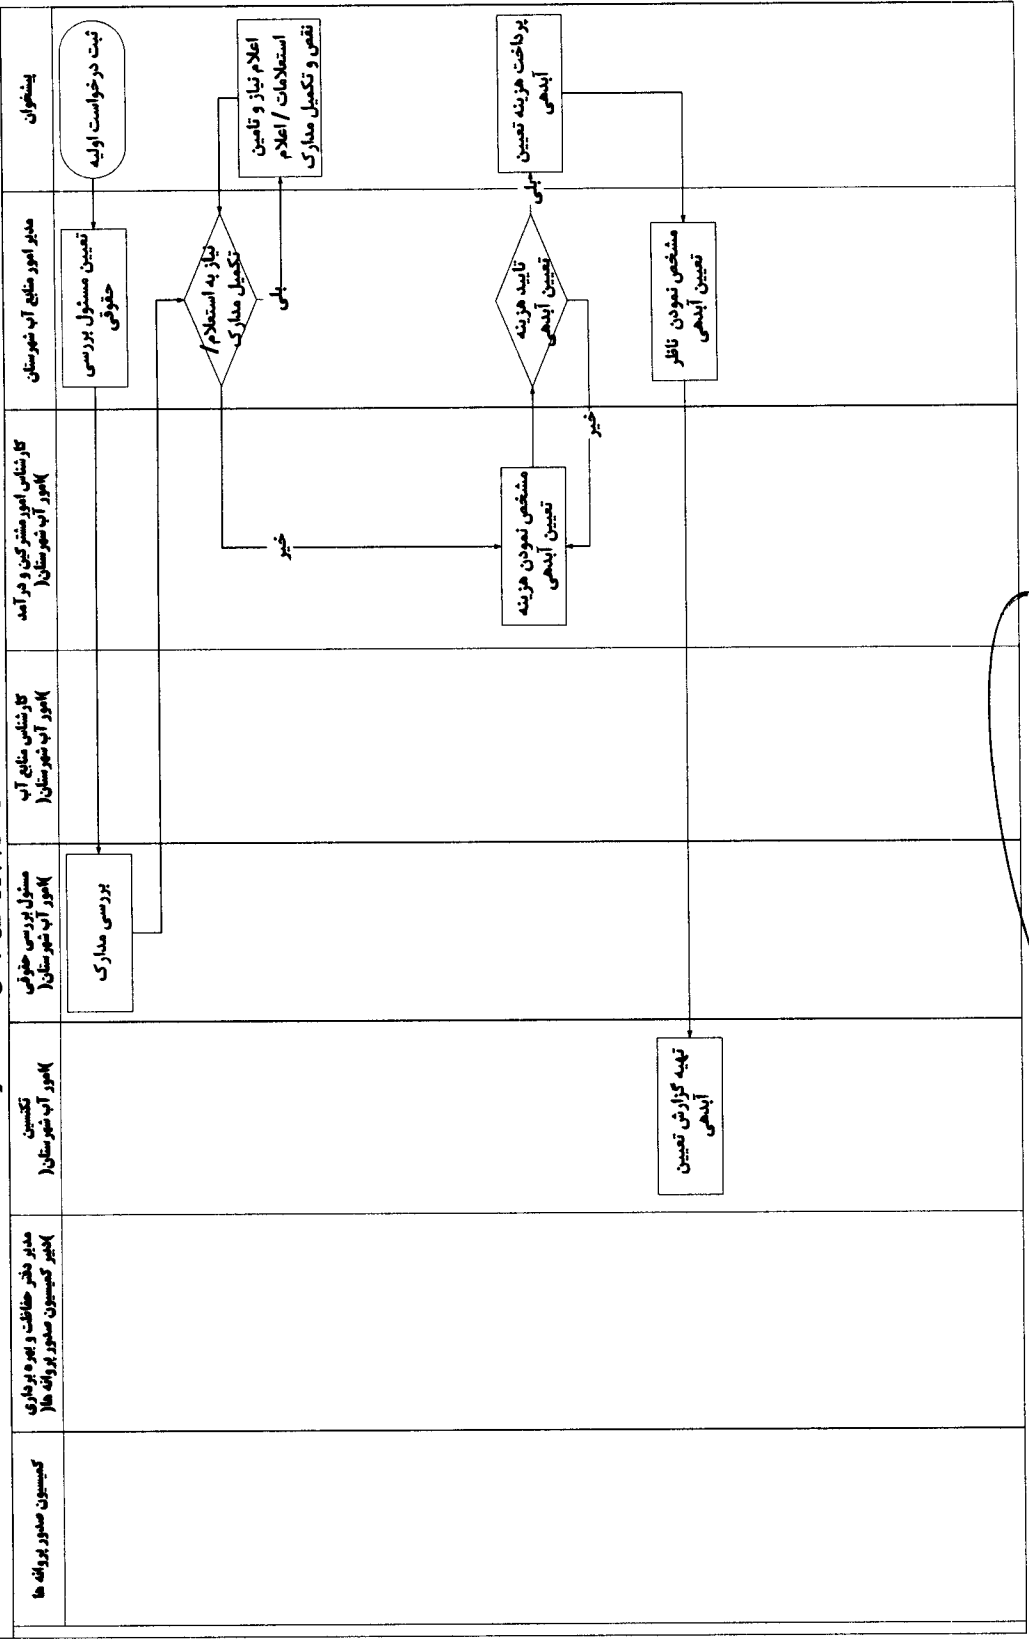 پیشخوان
مدیر امور منابع آب شهرستان
کارشناس امور مشترکین و درآمد
)امور آب شهرستان(
کارشناس منابع آب
)امور آب شهرستان(
مسئول بررسی حقوقی
)امور آب شهرستان(
تکنسین
)امور آب شهرستان(
مدیر دفتر حفاظت و بهره برداری
)دبیر کمیسیون صدور پروانه ها(
کمیسیون صدور پروانه ها
ثبت درخواست اولیه
تعیین مسئول بررسی
حقوقی
بررسی مدارک
نیاز به استعلام/
تکمیل مدارک
بلی
اعلام نیاز و تامین
استعلامات / اعلام
نقص و تکمیل مدارک
خیر
مشخص نمودن هزینه
تعیین آبدهی
تایید هزینه
تعیین آبدهی
خیر
بلی
پرداخت هزینه تعیین
آبدهی
مشخص نمودن ناظر
تعیین آبدهی
تهیه گزارش تعیین
آبدهی